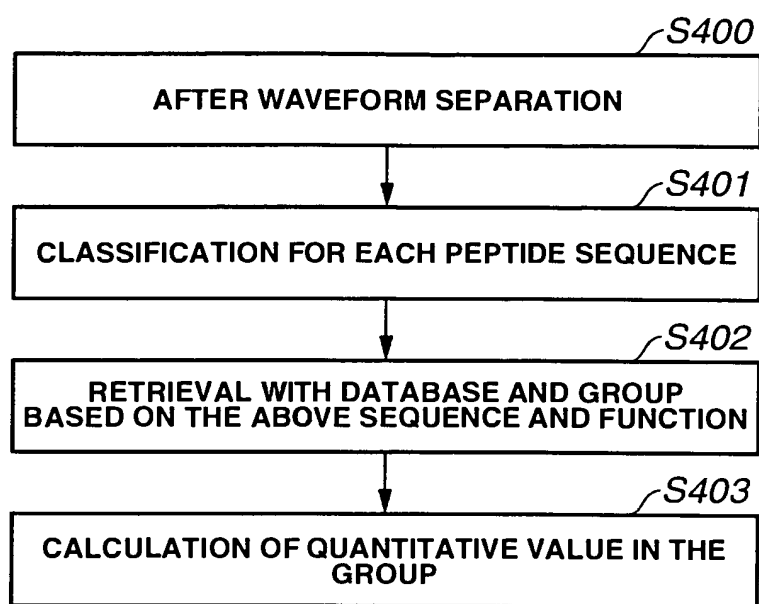 S400
AFTER WAVEFORM SEPARATION
S401
CLASSIFICATION FOR EACH PEPTIDE SEQUENCE
S402
RETRIEVAL WITH DATABASE AND GROUP
BASED ON THE ABOVE SEQUENCE AND FUNCTION
S403
CALCULATION OF QUANTITATIVE VALUE IN THE
GROUP